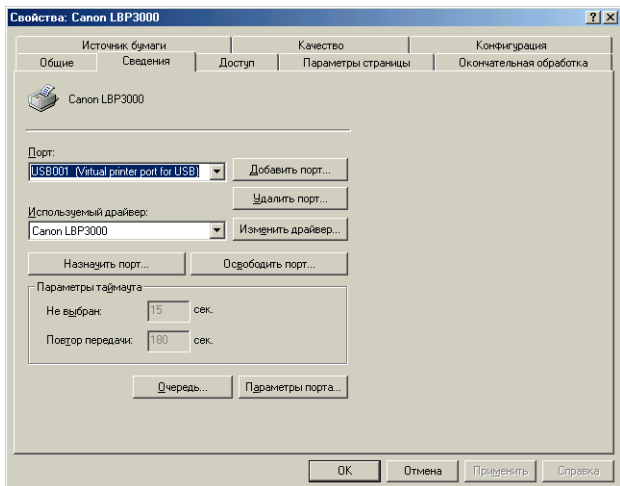 Свойства: Canon LBP3000
Источник бумаги Качество Конфигурация
Общие Сведения Доступ Параметры страницы Окончательная обработка
Canon LBP3000
Порт:
USB001 (Virtual printer port for USB) Добавить порт...
Удалить порт...
Используемый драйвер:
Canon LBP3000 Изменить драйвер...
Назначить порт... Освободить порт...
Параметры таймаута
Не выбран: 15 сек.
Повтор передачи: 180 сек.
Очередь... Параметры порта...
OK Отмена Применить Справка